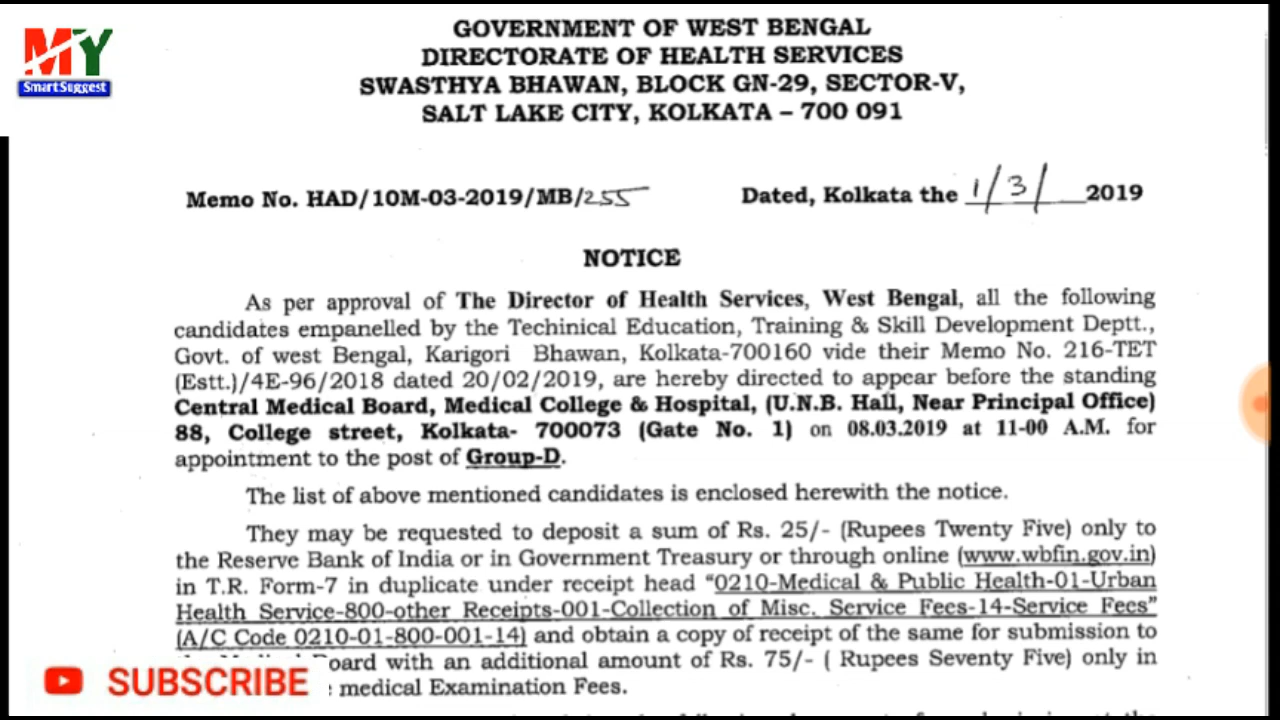 MY
SmartSuggest
GOVERNMENT OF WEST BENGAL
DIRECTORATE OF HEALTH SERVICES
SWASTHYA BHAWAN, BLOCK GN-29, SECTOR-V,
SALT LAKE CITY, KOLKATA – 700 091
Memo No. HAD/10M-03-2019/MB/255 Dated, Kolkata the 1/3/ 2019
NOTICE
As per approval of The Director of Health Services, West Bengal, all the following
candidates empanelled by the Techinical Education, Training & Skill Development Deptt.,
Govt. of west Bengal, Karigori Bhawan, Kolkata-700160 vide their Memo No. 216-TET
(Estt.)/4E-96/2018 dated 20/02/2019, are hereby directed to appear before the standing
Central Medical Board, Medical College & Hospital, (U.N.B. Hall, Near Principal Office)
88, College street, Kolkata- 700073 (Gate No. 1) on 08.03.2019 at 11-00 A.M. for
appointment to the post of Group-D.
The list of above mentioned candidates is enclosed herewith the notice.
They may be requested to deposit a sum of Rs. 25/- (Rupees Twenty Five) only to
the Reserve Bank of India or in Government Treasury or through online (www.wbfin.gov.in)
in T.R. Form-7 in duplicate under receipt head "0210-Medical & Public Health-01-Urban
Health Service-800-other Receipts-001-Collection of Misc. Service Fees-14-Service Fees"
(A/C Code 0210-01-800-001-14) and obtain a copy of receipt of the same for submission to
Board with an additional amount of Rs. 75/- ( Rupees Seventy Five) only in
medical Examination Fees.
SUBSCRIBE